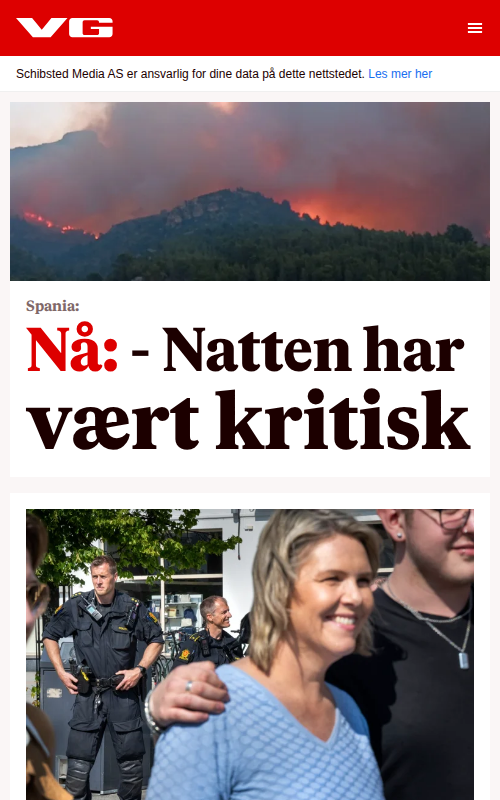 VG
Schibsted Media AS er ansvarlig for dine data på dette nettstedet. Les mer her
Spania:
Nå: - Natten har
vært kritisk